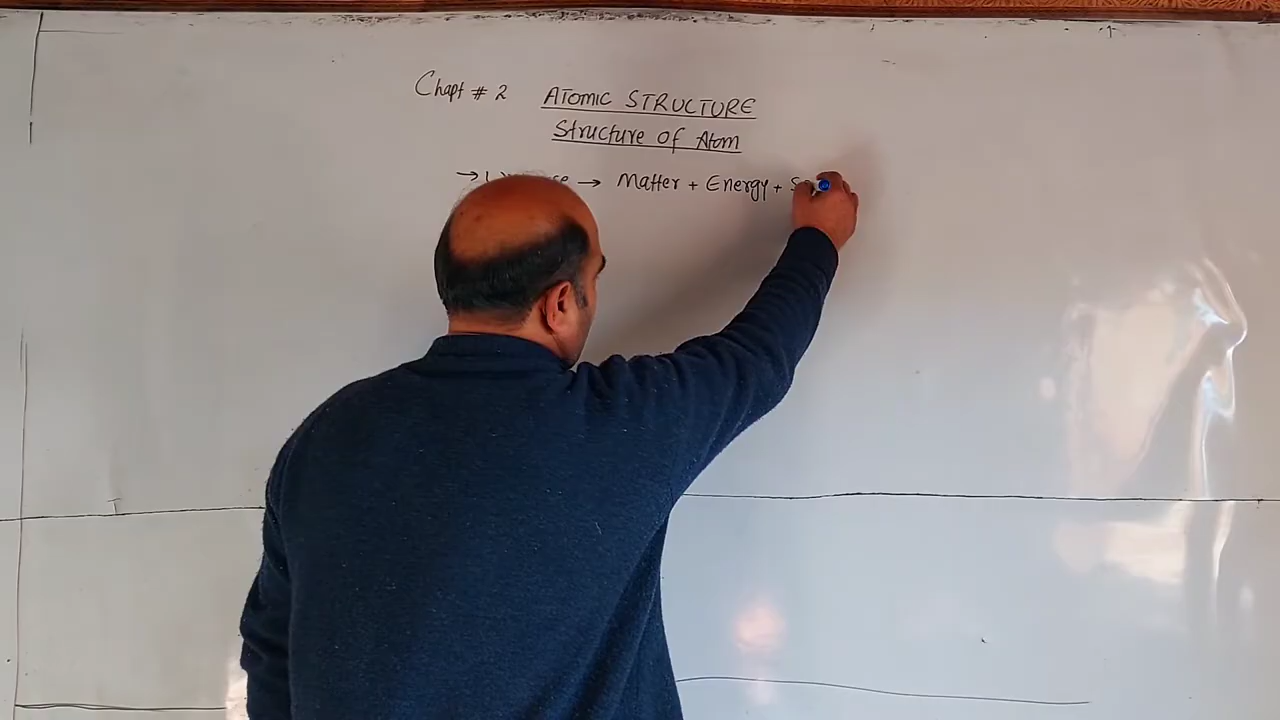 Chapt # 2 ATOMIC STRUCTURE
Structure of Atom
→ → Matter + Energy +